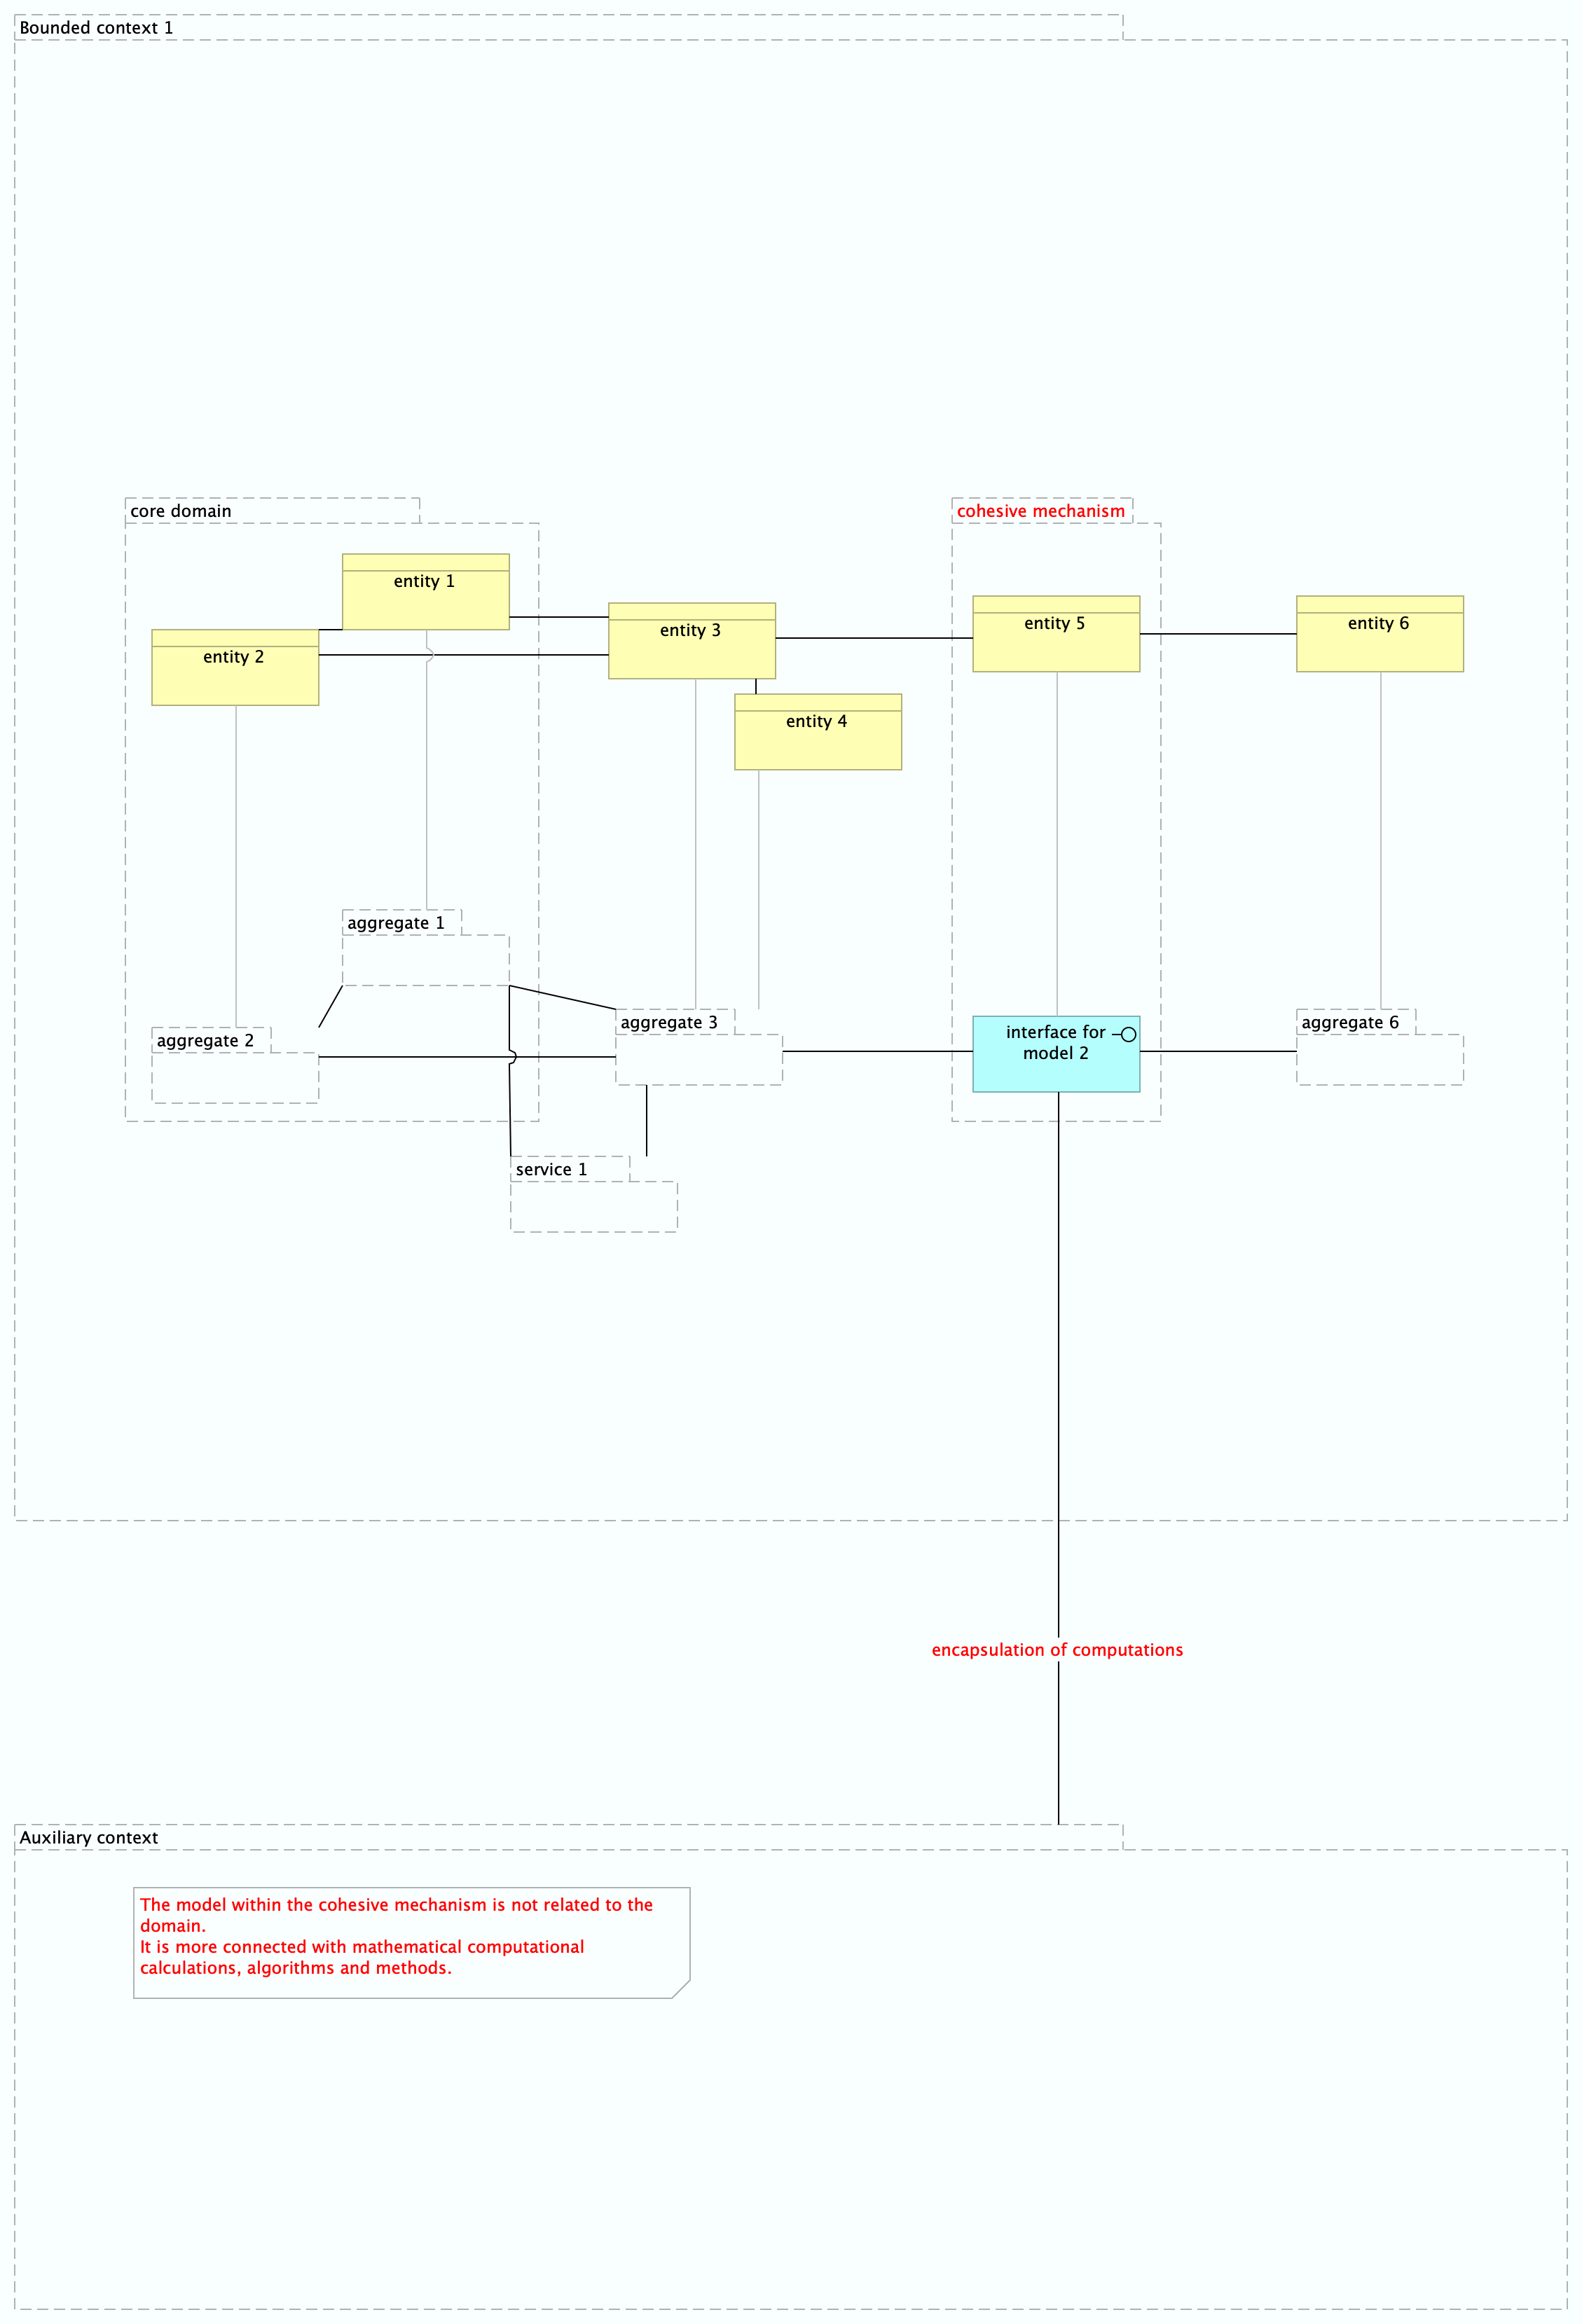 Bounded context 1
core domain
cohesive mechanism
entity 1
entity 2
entity 3
entity 4
entity 5
entity 6
aggregate 1
aggregate 2
aggregate 3
interface for
model 2
aggregate 6
service 1
encapsulation of computations
Auxiliary context
The model within the cohesive mechanism is not related to the
domain.
It is more connected with mathematical computational
calculations, algorithms and methods.